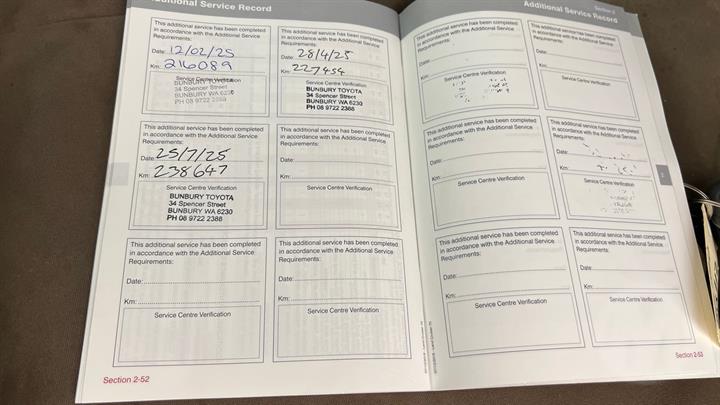 Additional Service Record
This additional service has been completed
in accordance with the Additional Service
Requirements:
Date: 12/02/25
Km: 216089
Service Centre Verification
BUNBURY TOYOTA
34 Spencer Street
BUNBURY WA 6230
PH 08 9722 2388
This additional service has been completed
in accordance with the Additional Service
Requirements:
Date: 28/4/25
Km: 227454
Service Centre Verification
BUNBURY TOYOTA
34 Spencer Street
BUNBURY WA 6230
PH 08 9722 2388
This additional service has been completed
in accordance with the Additional Service
Requirements:
Date: 25/7/25
Km: 238647
Service Centre Verification
BUNBURY TOYOTA
34 Spencer Street
BUNBURY WA 6230
PH 08 9722 2388
This additional service has been completed
in accordance with the Additional Service
Requirements:
Date:
Km:
Service Centre Verification
This additional service has been completed
in accordance with the Additional Service
Requirements:
Date:
Km:
Service Centre Verification
This additional service has been completed
in accordance with the Additional Service
Requirements:
Date:
Km:
Service Centre Verification
Section 2-52
Section 2
Additional Service Record
This additional service has been completed
in accordance with the Additional Service
Requirements:
Date:
Km:
Service Centre Verification
This additional service has been completed
in accordance with the Additional Service
Requirements:
Date:
Km:
Service Centre Verification
This additional service has been completed
in accordance with the Additional Service
Requirements:
Date:
Km:
Service Centre Verification
This additional service has been completed
in accordance with the Additional Service
Requirements:
Date:
Km:
Service Centre Verification
2
This additional service has been completed
in accordance with the Additional Service
Requirements:
Date:
Km:
Service Centre Verification
This additional service has been completed
in accordance with the Additional Service
Requirements:
Date:
Km:
Service Centre Verification
Section 2-53